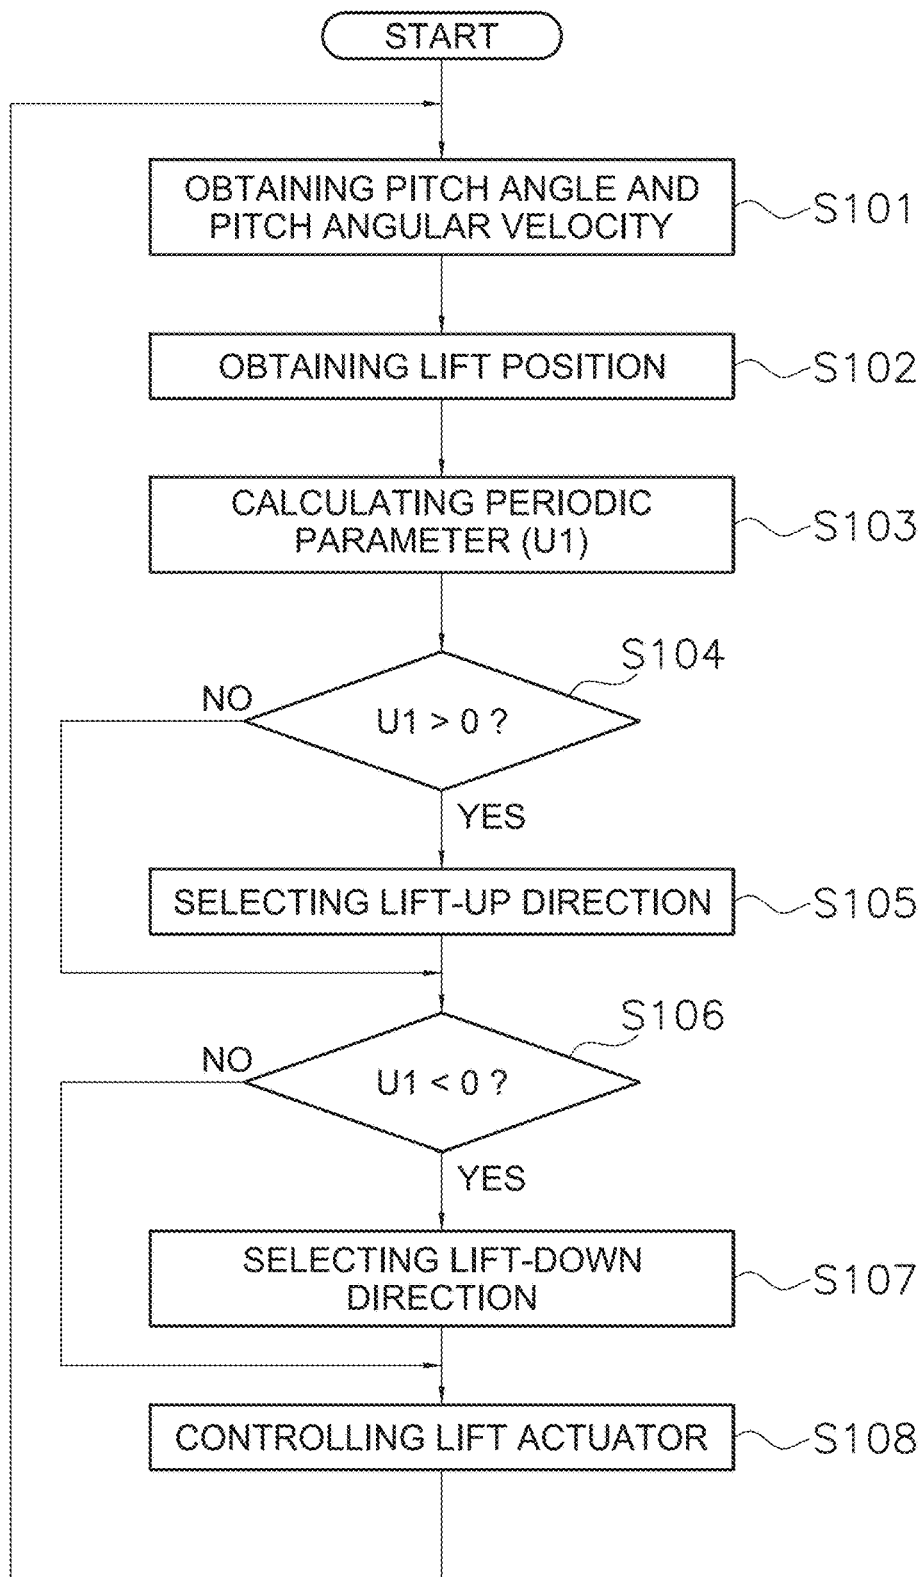 START
OBTAINING PITCH ANGLE AND
PITCH ANGULAR VELOCITY
S101
OBTAINING LIFT POSITION
S102
CALCULATING PERIODIC
PARAMETER (U1)
S103
S104
NO
U1 > 0 ?
YES
SELECTING LIFT-UP DIRECTION
S105
S106
NO
U1 < 0 ?
YES
SELECTING LIFT-DOWN
DIRECTION
S107
CONTROLLING LIFT ACTUATOR
S108